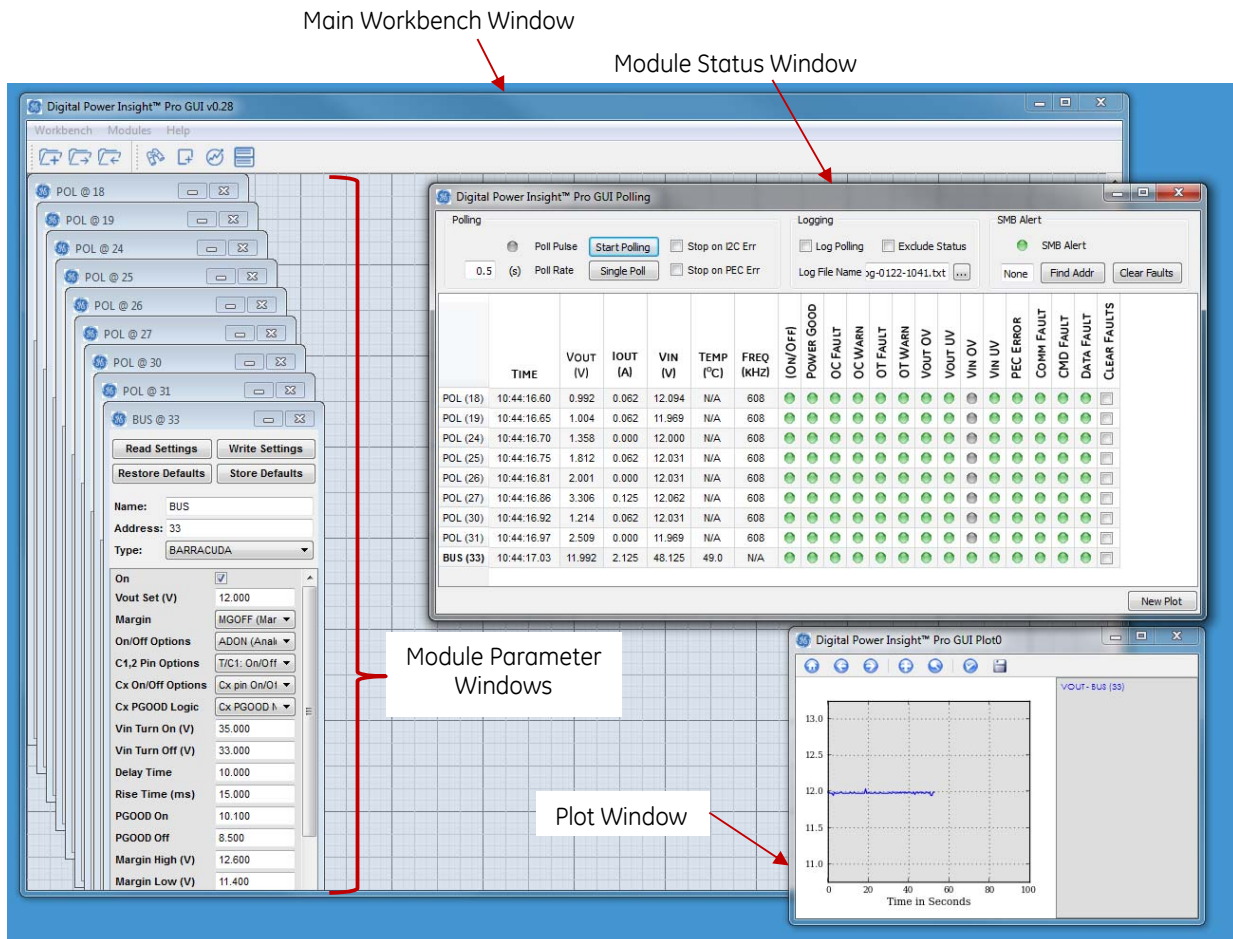 Main Workbench Window
Module Status Window
Digital Power Insight™ Pro GUI v0.28
Workbench Modules Help
POL @ 18
POL @ 19
POL @ 24
POL @ 25
POL @ 26
POL @ 27
POL @ 30
POL @ 31
BUS @ 33
Read Settings Write Settings
Restore Defaults Store Defaults
Name: BUS
Address: 33
Type: BARRACUDA
On
Vout Set (V) 12.000
Margin MGOFF (Mar
On/Off Options ADON (Anal
C1,2 Pin Options T/C1: On/Off
Cx On/Off Options Cx pin On/Of
Cx PGOOD Logic Cx PGOOD N
Vin Turn On (V) 35.000
Vin Turn Off (V) 33.000
Delay Time 10.000
Rise Time (ms) 15.000
PGOOD On 10.100
PGOOD Off 8.500
Margin High (V) 12.600
Margin Low (V) 11.400
Module Parameter
Windows
Digital Power Insight™ Pro GUI Polling
Polling Logging SMB Alert
Poll Pulse Start Polling Stop on I2C Err Log Polling Exclude Status SMB Alert
0.5 (s) Poll Rate Single Poll Stop on PEC Err Log File Name og-0122-1041.txt ... None Find Addr Clear Faults
TIME VOUT (V) IOUT (A) VIN (V) TEMP (°C) FREQ (KHZ) (ON/OFF) POWER GOOD OC FAULT OC WARN OT FAULT OT WARN VOUT OV VOUT UV VIN OV VIN UV PEC ERROR COMM FAULT CMD FAULT DATA FAULT CLEAR FAULTS
POL (18) 10:44:16.60 0.992 0.062 12.094 N/A 608
POL (19) 10:44:16.65 1.004 0.062 11.969 N/A 608
POL (24) 10:44:16.70 1.358 0.000 12.000 N/A 608
POL (25) 10:44:16.75 1.812 0.062 12.031 N/A 608
POL (26) 10:44:16.81 2.001 0.000 12.031 N/A 608
POL (27) 10:44:16.86 3.306 0.125 12.062 N/A 608
POL (30) 10:44:16.92 1.214 0.062 12.031 N/A 608
POL (31) 10:44:16.97 2.509 0.000 11.969 N/A 608
BUS (33) 10:44:17.03 11.992 2.125 48.125 49.0 N/A
New Plot
Plot Window
Digital Power Insight™ Pro GUI Plot0
VOUT - BUS (33)
13.0
12.5
12.0
11.5
11.0
0 20 40 60 80 100
Time in Seconds